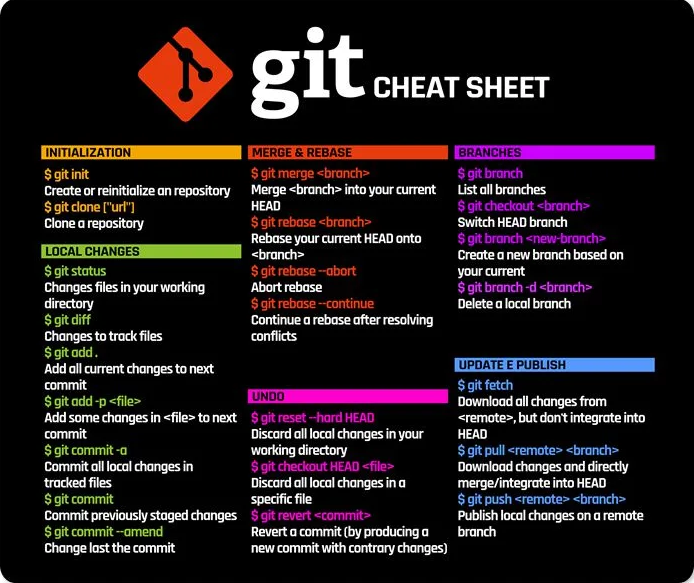 git CHEAT SHEET
INITIALIZATION
$ git init
Create or reinitialize an repository
$ git clone ["url"]
Clone a repository
LOCAL CHANGES
$ git status
Changes files in your working
directory
$ git diff
Changes to track files
$ git add .
Add all current changes to next
commit
$ git add -p <file>
Add some changes in <file> to next
commit
$ git commit -a
Commit all local changes in
tracked files
$ git commit
Commit previously staged changes
$ git commit --amend
Change last the commit
MERGE & REBASE
$ git merge <branch>
Merge <branch> into your current
HEAD
$ git rebase <branch>
Rebase your current HEAD onto
<branch>
$ git rebase --abort
Abort rebase
$ git rebase --continue
Continue a rebase after resolving
conflicts
UNDO
$ git reset --hard HEAD
Discard all local changes in your
working directory
$ git checkout HEAD <file>
Discard all local changes in a
specific file
$ git revert <commit>
Revert a commit (by producing a
new commit with contrary changes)
BRANCHES
$ git branch
List all branches
$ git checkout <branch>
Switch HEAD branch
$ git branch <new-branch>
Create a new branch based on
your current
$ git branch -d <branch>
Delete a local branch
UPDATE E PUBLISH
$ git fetch
Download all changes from
<remote>, but don't integrate into
HEAD
$ git pull <remote> <branch>
Download changes and directly
merge/integrate into HEAD
$ git push <remote> <branch>
Publish local changes on a remote
branch